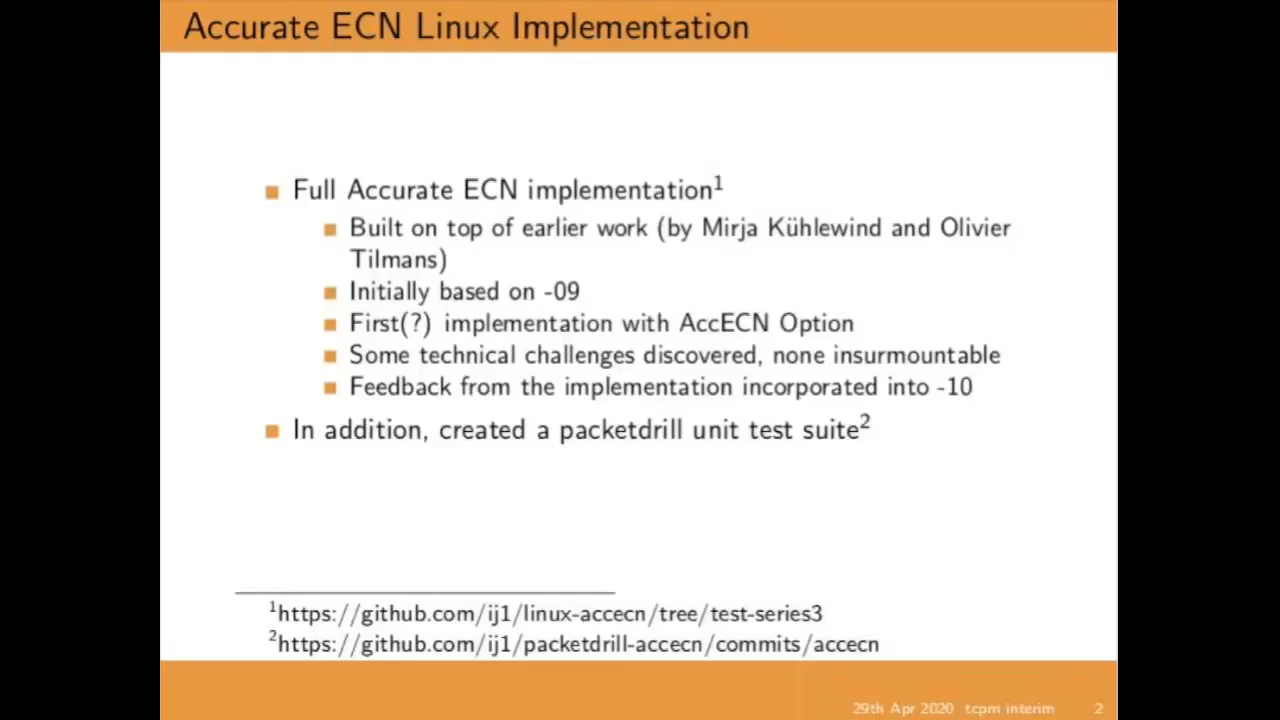 Accurate ECN Linux Implementation
Full Accurate ECN implementation1
Built on top of earlier work (by Mirja Kühlewind and Olivier
Tilmans)
Initially based on -09
First(?) implementation with AccECN Option
Some technical challenges discovered, none insurmountable
Feedback from the implementation incorporated into -10
In addition, created a packetdrill unit test suite2
1https://github.com/ij1/linux-accecn/tree/test-series3
2https://github.com/ij1/packetdrill-accecn/commits/accecn
29th Apr 2020 tcpm interim 2